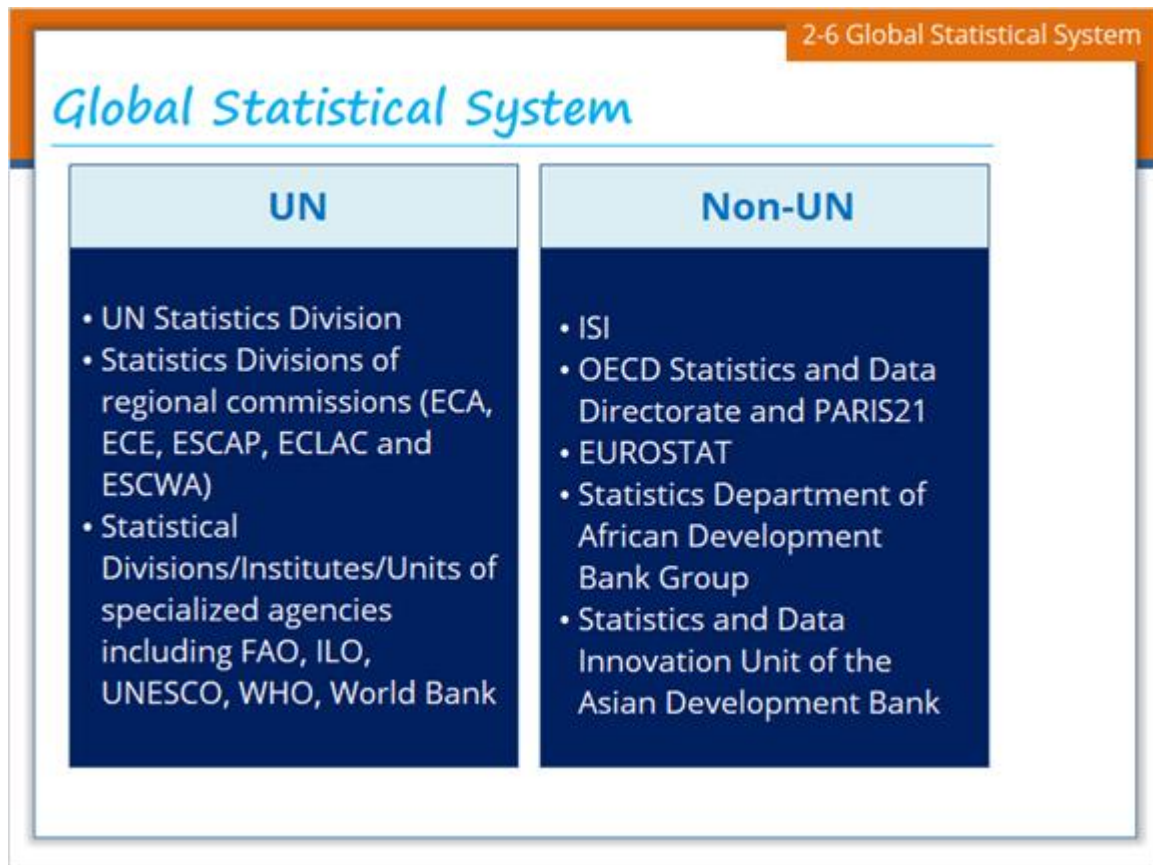 2-6 Global Statistical System
Global Statistical System
UN
• UN Statistics Division
• Statistics Divisions of
regional commissions (ECA,
ECE, ESCAP, ECLAC and
ESCWA)
• Statistical
Divisions/Institutes/Units of
specialized agencies
including FAO, ILO,
UNESCO, WHO, World Bank
Non-UN
• ISI
• OECD Statistics and Data
Directorate and PARIS21
• EUROSTAT
• Statistics Department of
African Development
Bank Group
• Statistics and Data
Innovation Unit of the
Asian Development Bank